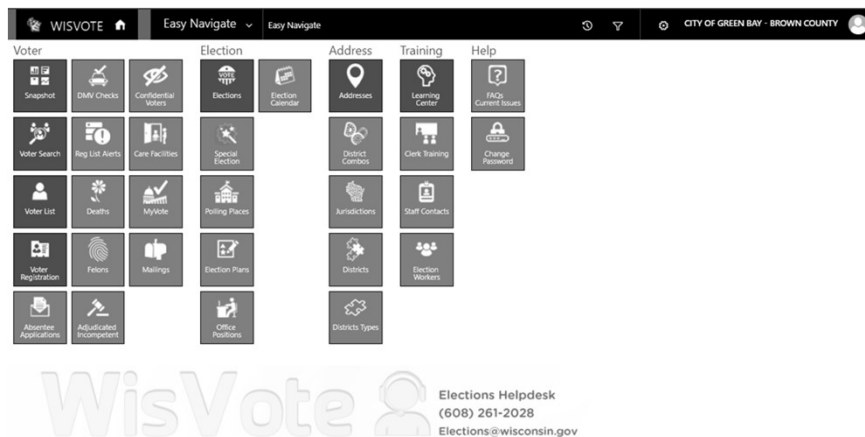 WISVOTE
Easy Navigate
Easy Navigate
CITY OF GREEN BAY - BROWN COUNTY
Voter
Election
Address
Training
Help
Snapshot
DMV Checks
Confidential
Voters
VOTE
Elections
Election
Calendar
Addresses
Learning
Center
FAQs
Current Issues
Voter Search
Reg List Alerts
Care Facilities
Special
Election
District
Combos
Clerk Training
Change
Password
Voter List
Deaths
MyVote
Polling Places
Jurisdictions
Staff Contacts
Voter
Registration
Felons
Mailings
Election Plans
Districts
Election
Workers
Absentee
Applications
Adjudicated
Incompetent
Office
Positions
Districts Types
WisVote
Elections Helpdesk
(608) 261-2028
Elections@wisconsin.gov